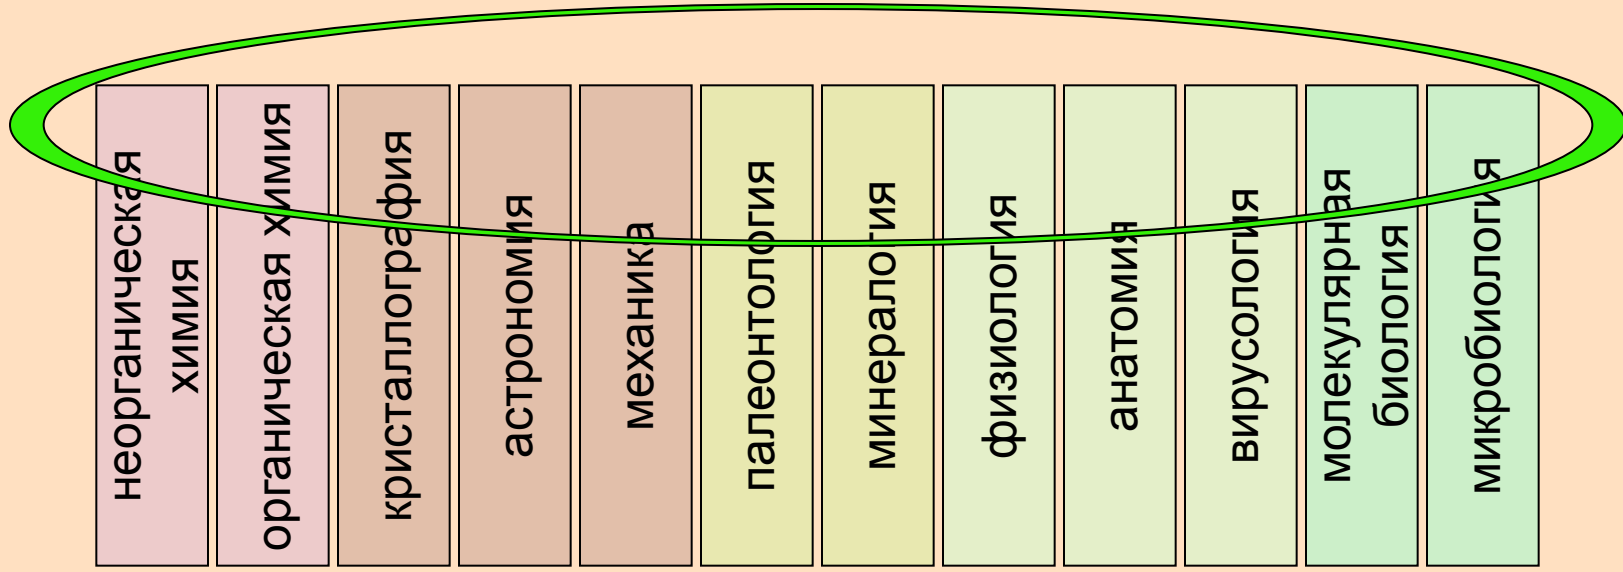 неорганическая
химия
органическая химия
кристаллография
астрономия
механика
палеонтология
минералогия
физиология
анатомия
вирусология
молекулярная
биология
микробиология